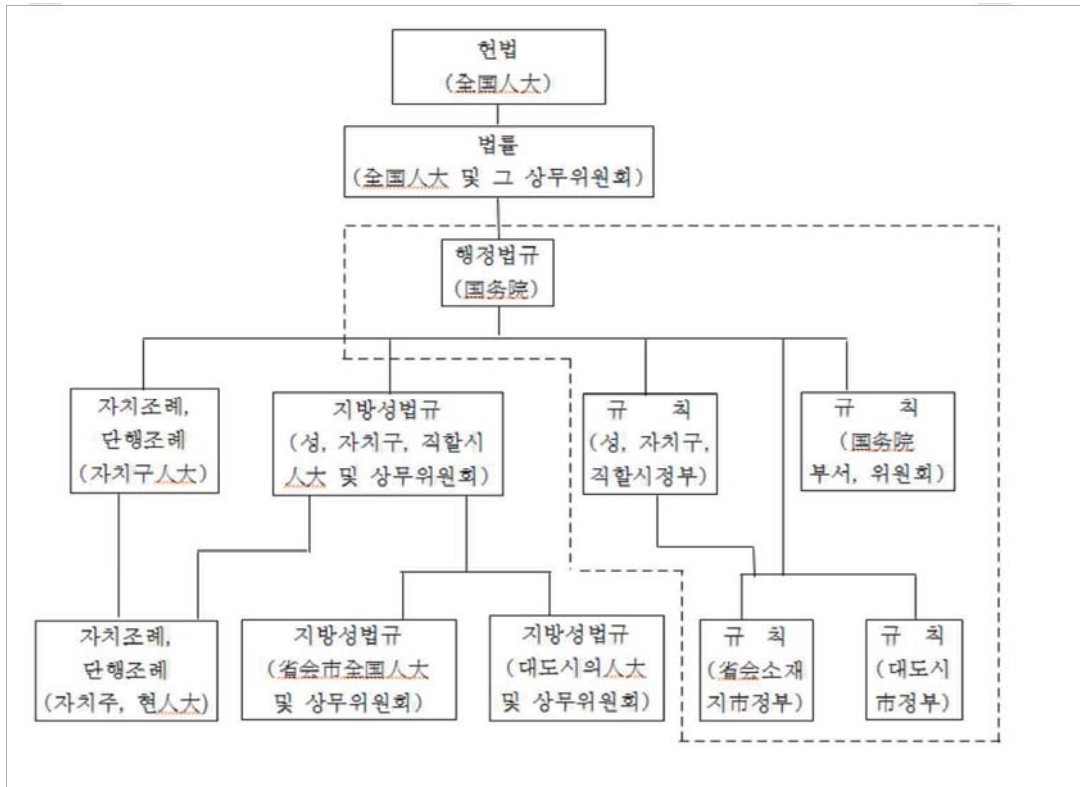 헌법
(全国人大)
법률
(全国人大 및 그 상무위원회)
행정법규
(国务院)
자치조례,
단행조례
(자치구人大)
지방성법규
(성, 자치구, 직할시
人大 및 상무위원회)
규 칙
(성, 자치구,
직할시정부)
규 칙
(国务院
부서, 위원회)
자치조례,
단행조례
(자치주, 현人大)
지방성법규
(省会市全国人大
및 상무위원회)
지방성법규
(대도시의人大
및 상무위원회)
규 칙
(省会소재
지市정부)
규 칙
(대도시
市정부)